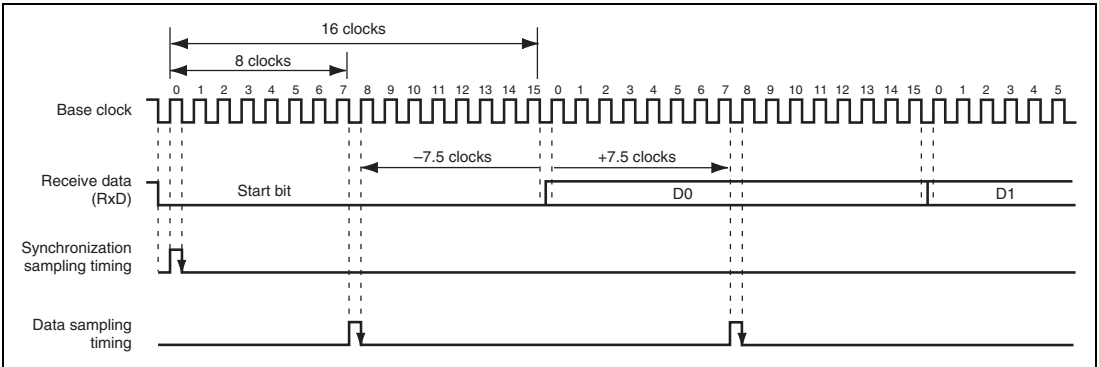 16 clocks
8 clocks
0 1 2 3 4 5 6 7 8 9 10 11 12 13 14 15 0 1 2 3 4 5 6 7 8 9 10 11 12 13 14 15 0 1 2 3 4 5
Base clock
–7.5 clocks +7.5 clocks
Receive data
(RxD)
Start bit D0 D1
Synchronization
sampling timing
Data sampling
timing